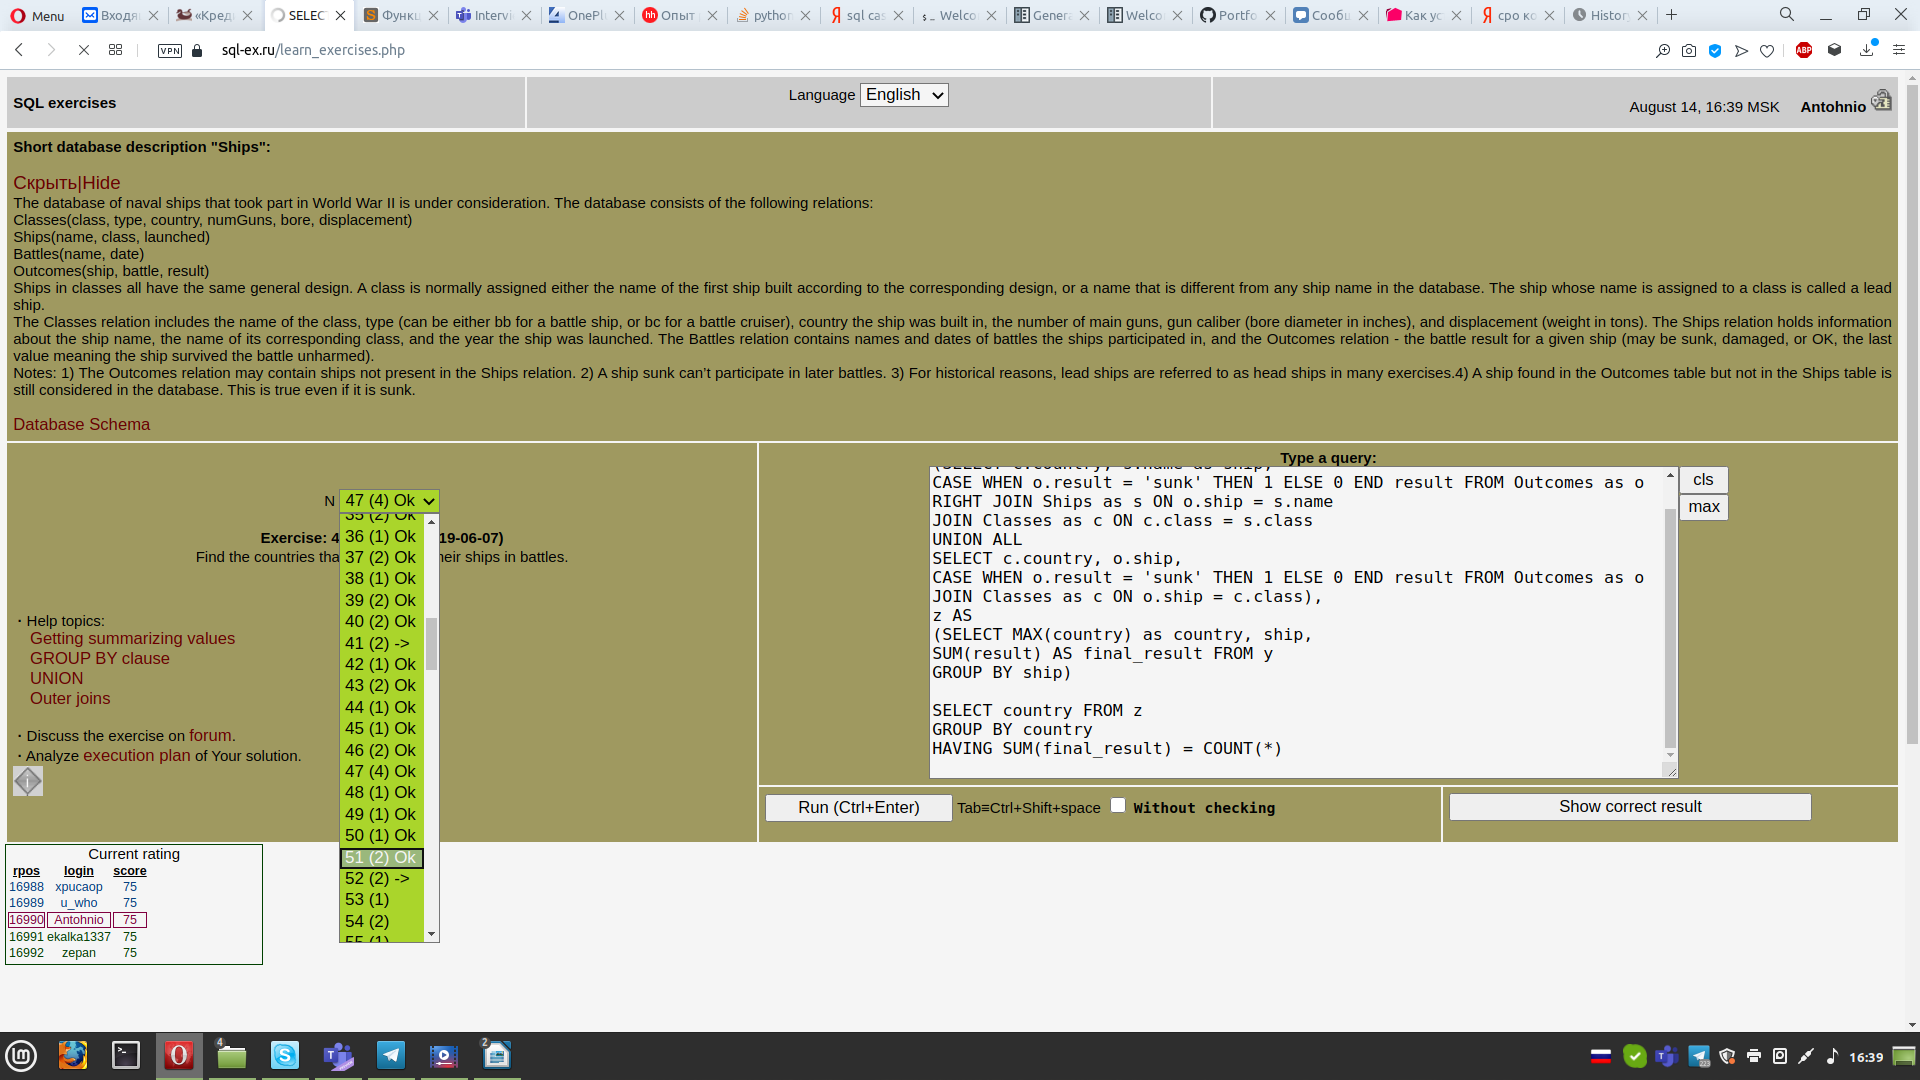 Menu
Входя
«Кред
SELEC
Функц
Intervi
OnePl
Опыт
python
sql cas
Welco
Genera
Welco
Portfo
Сообщ
Как ус
сро ко
History
VPN
sql-ex.ru/learn_exercises.php
ABP
SQL exercises
Language English
August 14, 16:39 MSK Antohnio
Short database description "Ships":
Скрыть|Hide
The database of naval ships that took part in World War II is under consideration. The database consists of the following relations:
Classes(class, type, country, numGuns, bore, displacement)
Ships(name, class, launched)
Battles(name, date)
Outcomes(ship, battle, result)
Ships in classes all have the same general design. A class is normally assigned either the name of the first ship built according to the corresponding design, or a name that is different from any ship name in the database. The ship whose name is assigned to a class is called a lead
ship.
The Classes relation includes the name of the class, type (can be either bb for a battle ship, or bc for a battle cruiser), country the ship was built in, the number of main guns, gun caliber (bore diameter in inches), and displacement (weight in tons). The Ships relation holds information
about the ship name, the name of its corresponding class, and the year the ship was launched. The Battles relation contains names and dates of battles the ships participated in, and the Outcomes relation - the battle result for a given ship (may be sunk, damaged, or OK, the last
value meaning the ship survived the battle unharmed).
Notes: 1) The Outcomes relation may contain ships not present in the Ships relation. 2) A ship sunk can’t participate in later battles. 3) For historical reasons, lead ships are referred to as head ships in many exercises.4) A ship found in the Outcomes table but not in the Ships table is
still considered in the database. This is true even if it is sunk.
Database Schema
N 47 (4) Ok
35 (2) Ok
36 (1) Ok
37 (2) Ok
38 (1) Ok
39 (2) Ok
40 (2) Ok
41 (2) ->
42 (1) Ok
43 (2) Ok
44 (1) Ok
45 (1) Ok
46 (2) Ok
47 (4) Ok
48 (1) Ok
49 (1) Ok
50 (1) Ok
51 (2) Ok
52 (2) ->
53 (1)
54 (2)
55 (1)
Exercise: 4 19-06-07)
Find the countries tha heir ships in battles.
· Help topics:
Getting summarizing values
GROUP BY clause
UNION
Outer joins
· Discuss the exercise on forum.
· Analyze execution plan of Your solution.
Type a query:
(SELECT c.country, s.name as ship,
CASE WHEN o.result = 'sunk' THEN 1 ELSE 0 END result FROM Outcomes as o
RIGHT JOIN Ships as s ON o.ship = s.name
JOIN Classes as c ON c.class = s.class
UNION ALL
SELECT c.country, o.ship,
CASE WHEN o.result = 'sunk' THEN 1 ELSE 0 END result FROM Outcomes as o
JOIN Classes as c ON o.ship = c.class),
z AS
(SELECT MAX(country) as country, ship,
SUM(result) AS final_result FROM y
GROUP BY ship)
SELECT country FROM z
GROUP BY country
HAVING SUM(final_result) = COUNT(*)
cls
max
Run (Ctrl+Enter)
Tab≡Ctrl+Shift+space
Without checking
Show correct result
Current rating
rpos login score
16988 xpucaop 75
16989 u_who 75
16990 Antohnio 75
16991 ekalka1337 75
16992 zepan 75
4
2
16:39